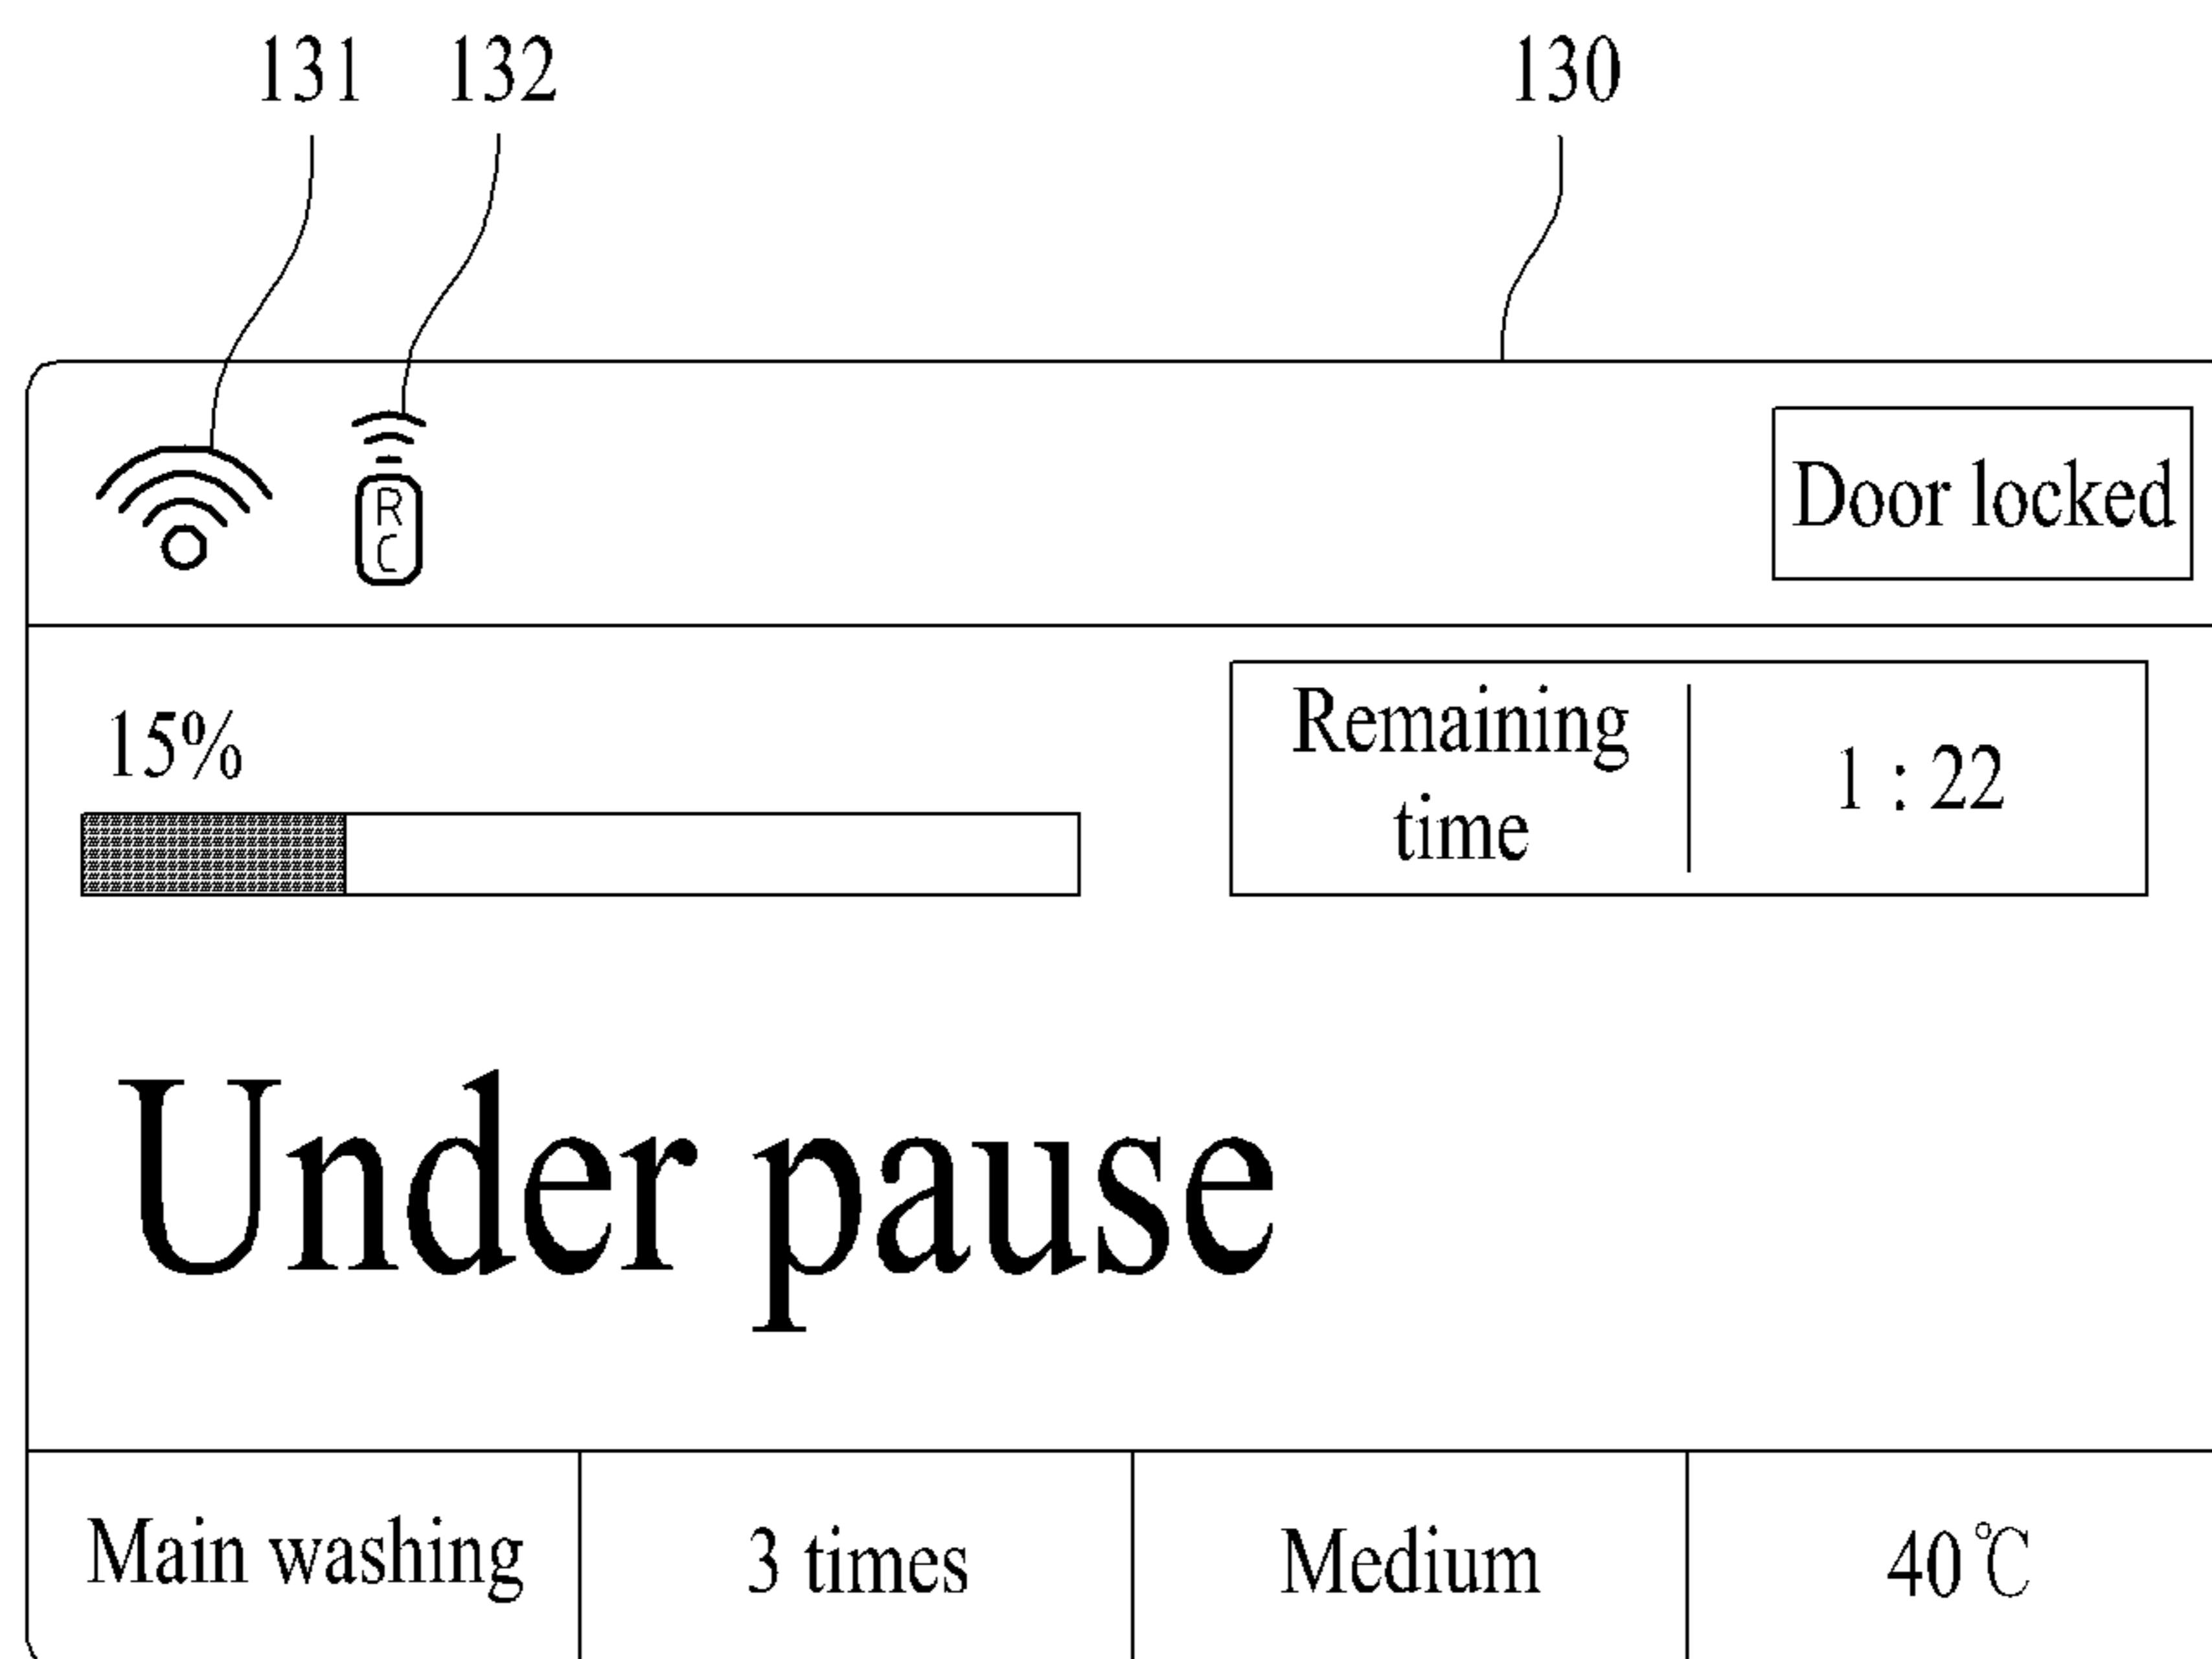 131 132 130
R
C
Door locked
15%
Remaining
time
1 : 22
Under pause
Main washing
3 times
Medium
40℃